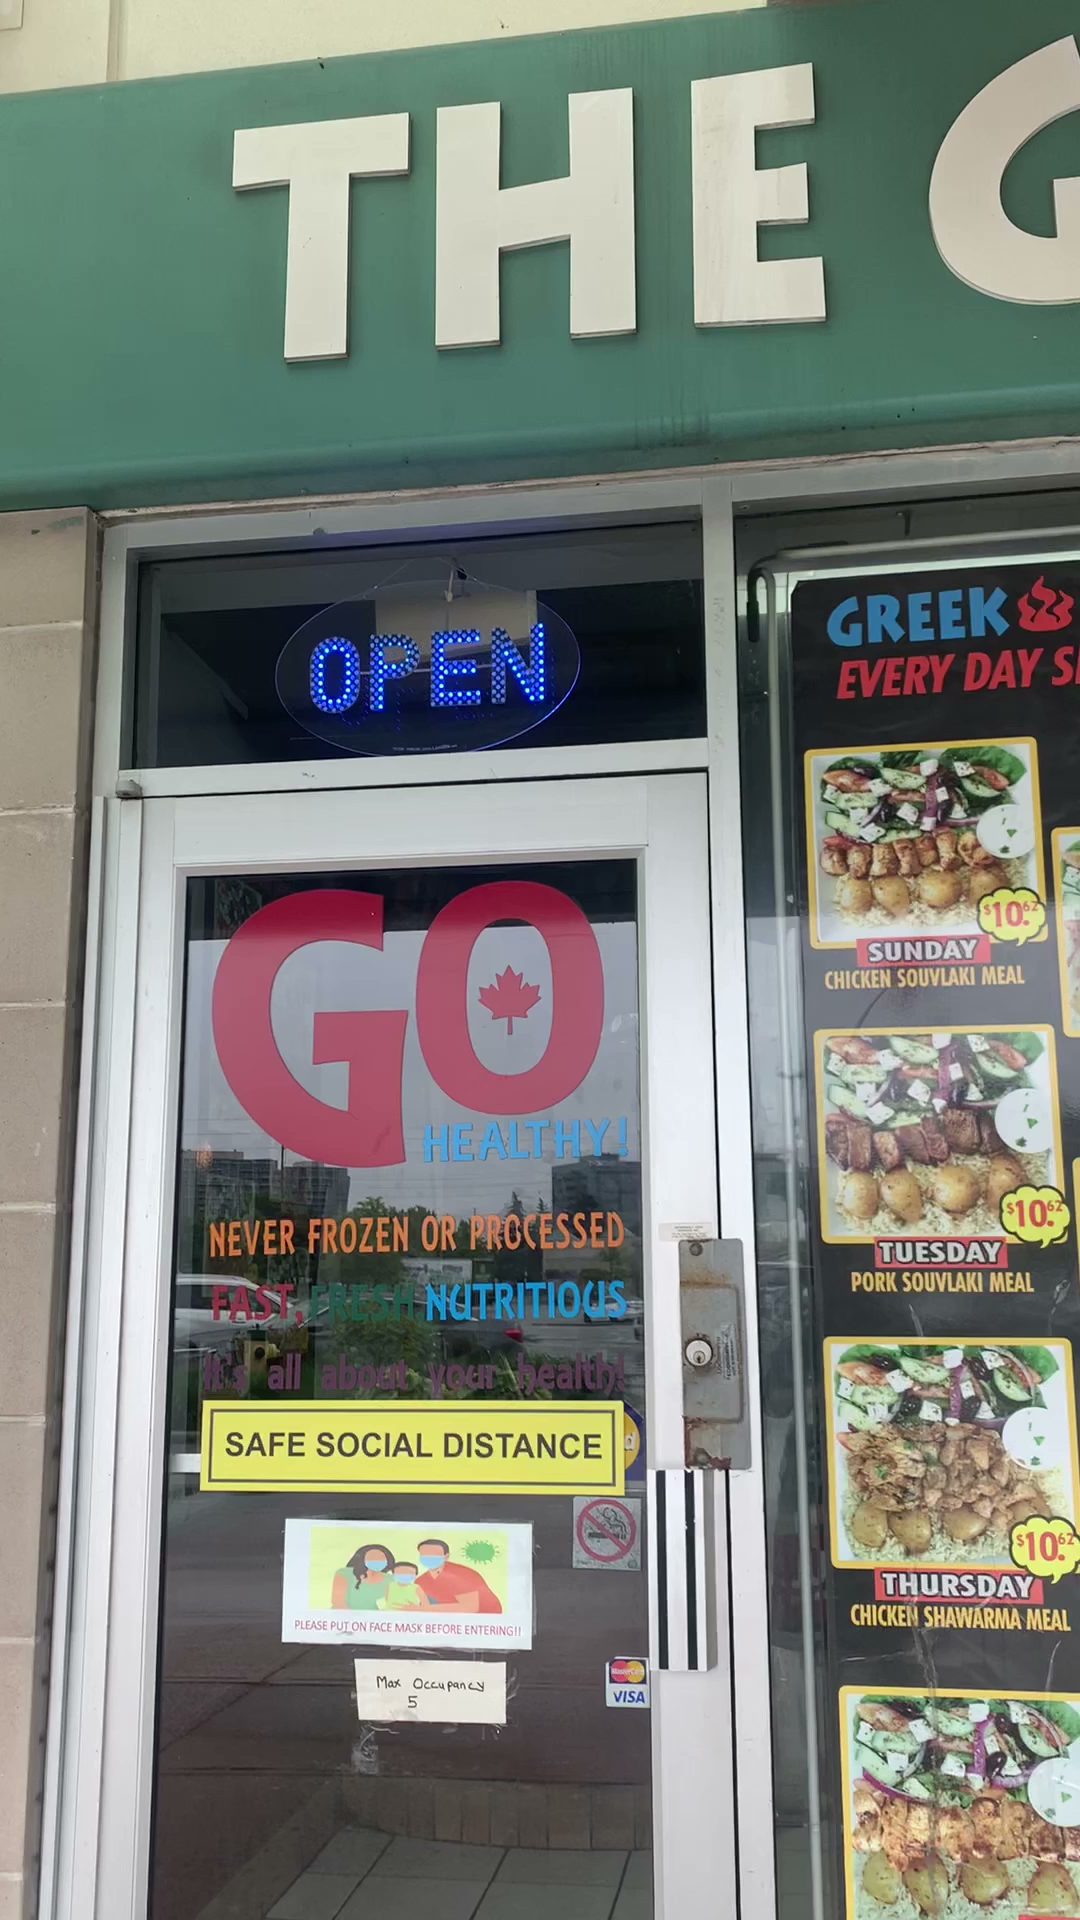 THE G
OPEN
GREEK
EVERY DAY S
$10.62
SUNDAY
CHICKEN SOUVLAKI MEAL
$10.62
TUESDAY
PORK SOUVLAKI MEAL
$10.62
THURSDAY
CHICKEN SHAWARMA MEAL
GO
HEALTHY!
NEVER FROZEN OR PROCESSED
FAST, FRESH NUTRITIOUS
It's all about your health!
SAFE SOCIAL DISTANCE
PLEASE PUT ON FACE MASK BEFORE ENTERING!!
Max Occupancy
5
MasterCard
VISA